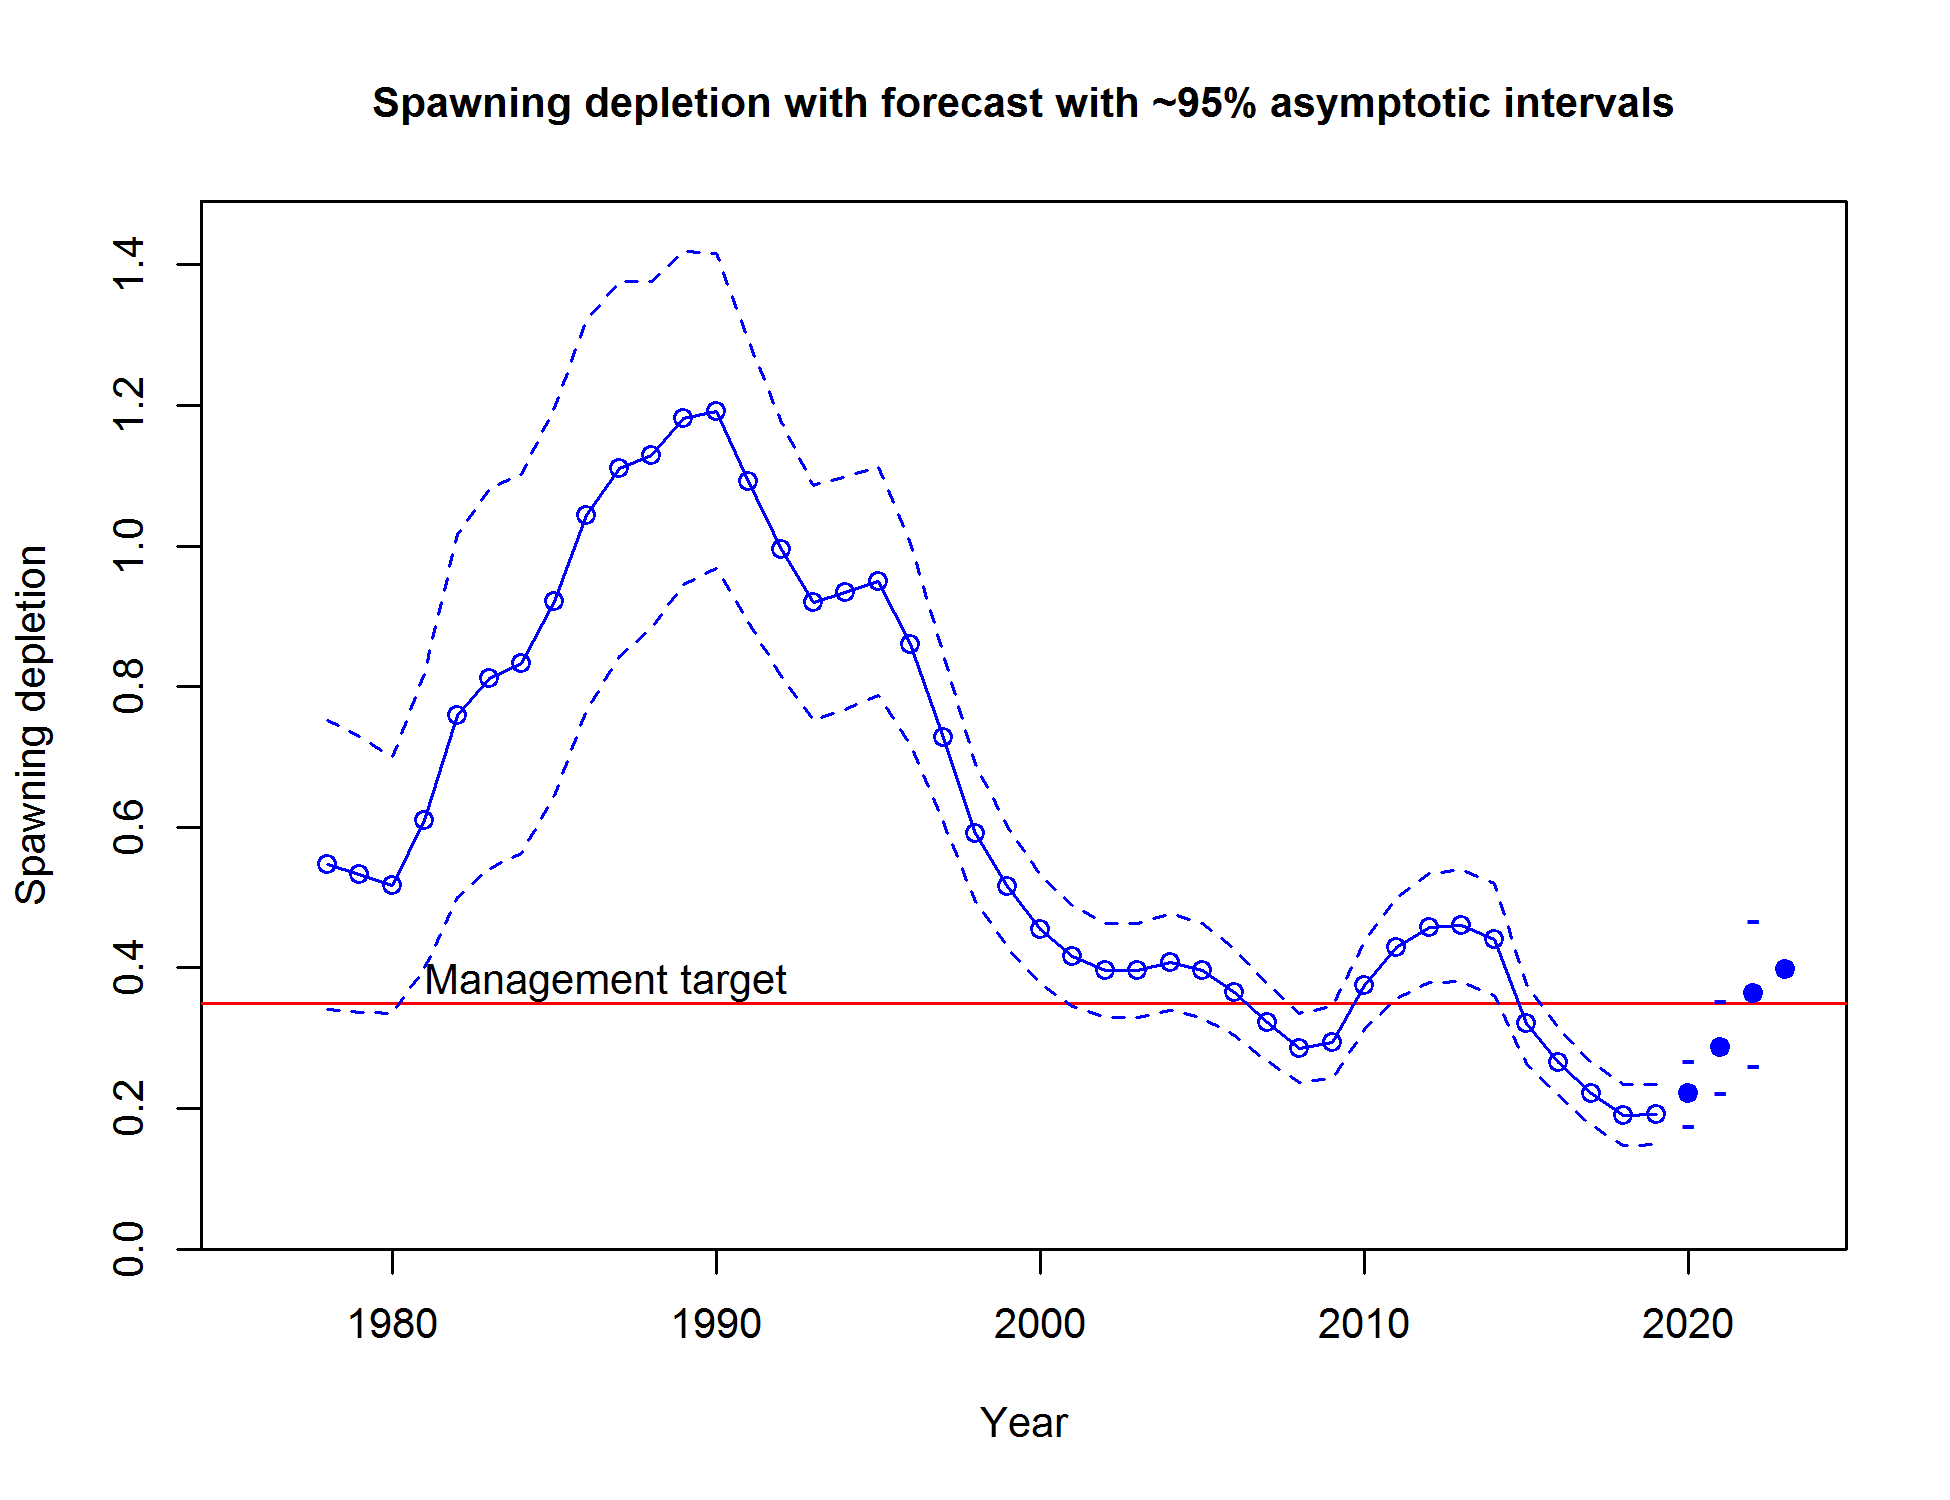 Spawning depletion with forecast with ~95% asymptotic intervals
Spawning depletion
1.4
1.2
1.0
0.8
0.6
0.4
0.2
0.0
Management target
1980 1990 2000 2010 2020
Year